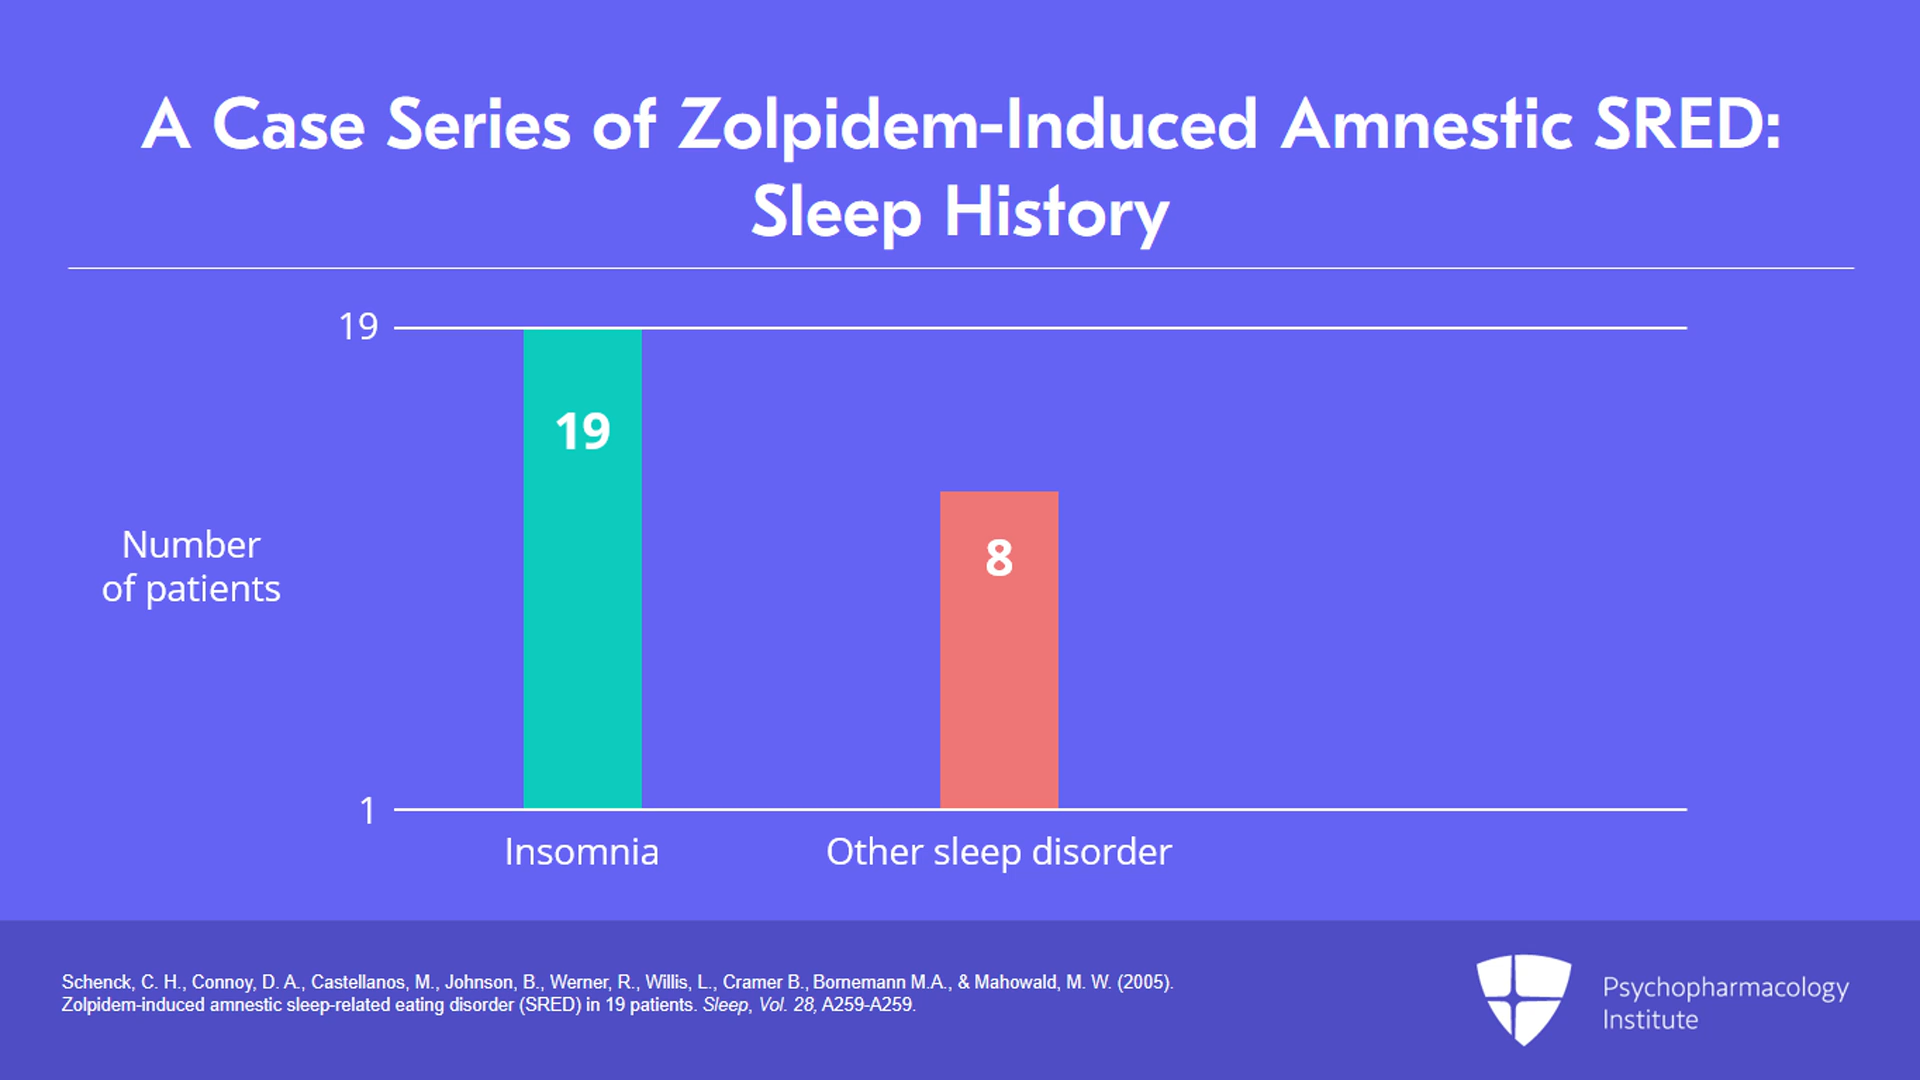 A Case Series of Zolpidem-Induced Amnestic SRED:
Sleep History
19
19
8
Number
of patients
1
Insomnia
Other sleep disorder
Schenck, C. H., Connoy, D. A., Castellanos, M., Johnson, B., Werner, R., Willis, L., Cramer B., Bornemann M.A., & Mahowald, M. W. (2005).
Zolpidem-induced amnestic sleep-related eating disorder (SRED) in 19 patients. Sleep, Vol. 28, A259-A259.
Psychopharmacology
Institute